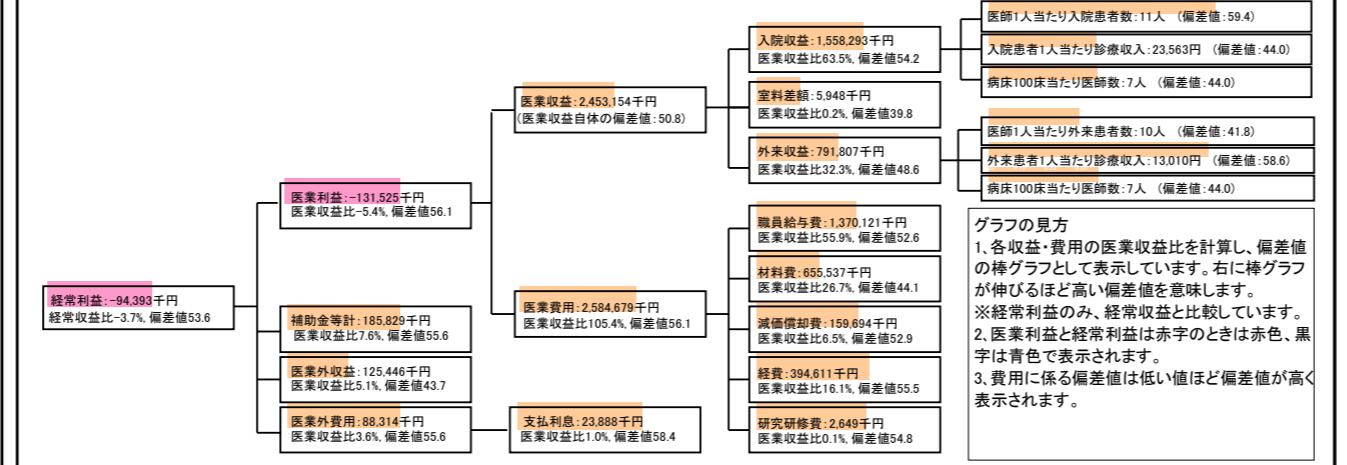 経常利益:-94,393千円
経常収益比-3.7%, 偏差値53.6
医業利益:-131,525千円
医業収益比-5.4%, 偏差値56.1
補助金等計:185,829千円
医業収益比7.6%, 偏差値55.6
医業外収益:125,446千円
医業収益比5.1%, 偏差値43.7
医業外費用:88,314千円
医業収益比3.6%, 偏差値55.6
医業収益:2,453,154千円
(医業収益自体の偏差値:50.8)
医業費用:2,584,679千円
医業収益比105.4%, 偏差値56.1
支払利息:23,888千円
医業収益比1.0%, 偏差値58.4
入院収益:1,558,293千円
医業収益比63.5%, 偏差値54.2
室料差額:5,948千円
医業収益比0.2%, 偏差値39.8
外来収益:791,807千円
医業収益比32.3%, 偏差値48.6
職員給与費:1,370,121千円
医業収益比55.9%, 偏差値52.6
材料費:655,537千円
医業収益比26.7%, 偏差値44.1
減価償却費:159,694千円
医業収益比6.5%, 偏差値52.9
経費:394,611千円
医業収益比16.1%, 偏差値55.5
研究研修費:2,649千円
医業収益比0.1%, 偏差値54.8
医師1人当たり入院患者数:11人 (偏差値:59.4)
入院患者1人当たり診療収入:23,563円 (偏差値:44.0)
病床100床当たり医師数:7人 (偏差値:44.0)
医師1人当たり外来患者数:10人 (偏差値:41.8)
外来患者1人当たり診療収入:13,010円 (偏差値:58.6)
病床100床当たり医師数:7人 (偏差値:44.0)
グラフの見方
1、各収益・費用の医業収益比を計算し、偏差値
の棒グラフとして表示しています。右に棒グラフ
が伸びるほど高い偏差値を意味します。
※経常利益のみ、経常収益と比較しています。
2、医業利益と経常利益は赤字のときは赤色、黒
字は青色で表示されます。
3、費用に係る偏差値は低い値ほど偏差値が高く
表示されます。